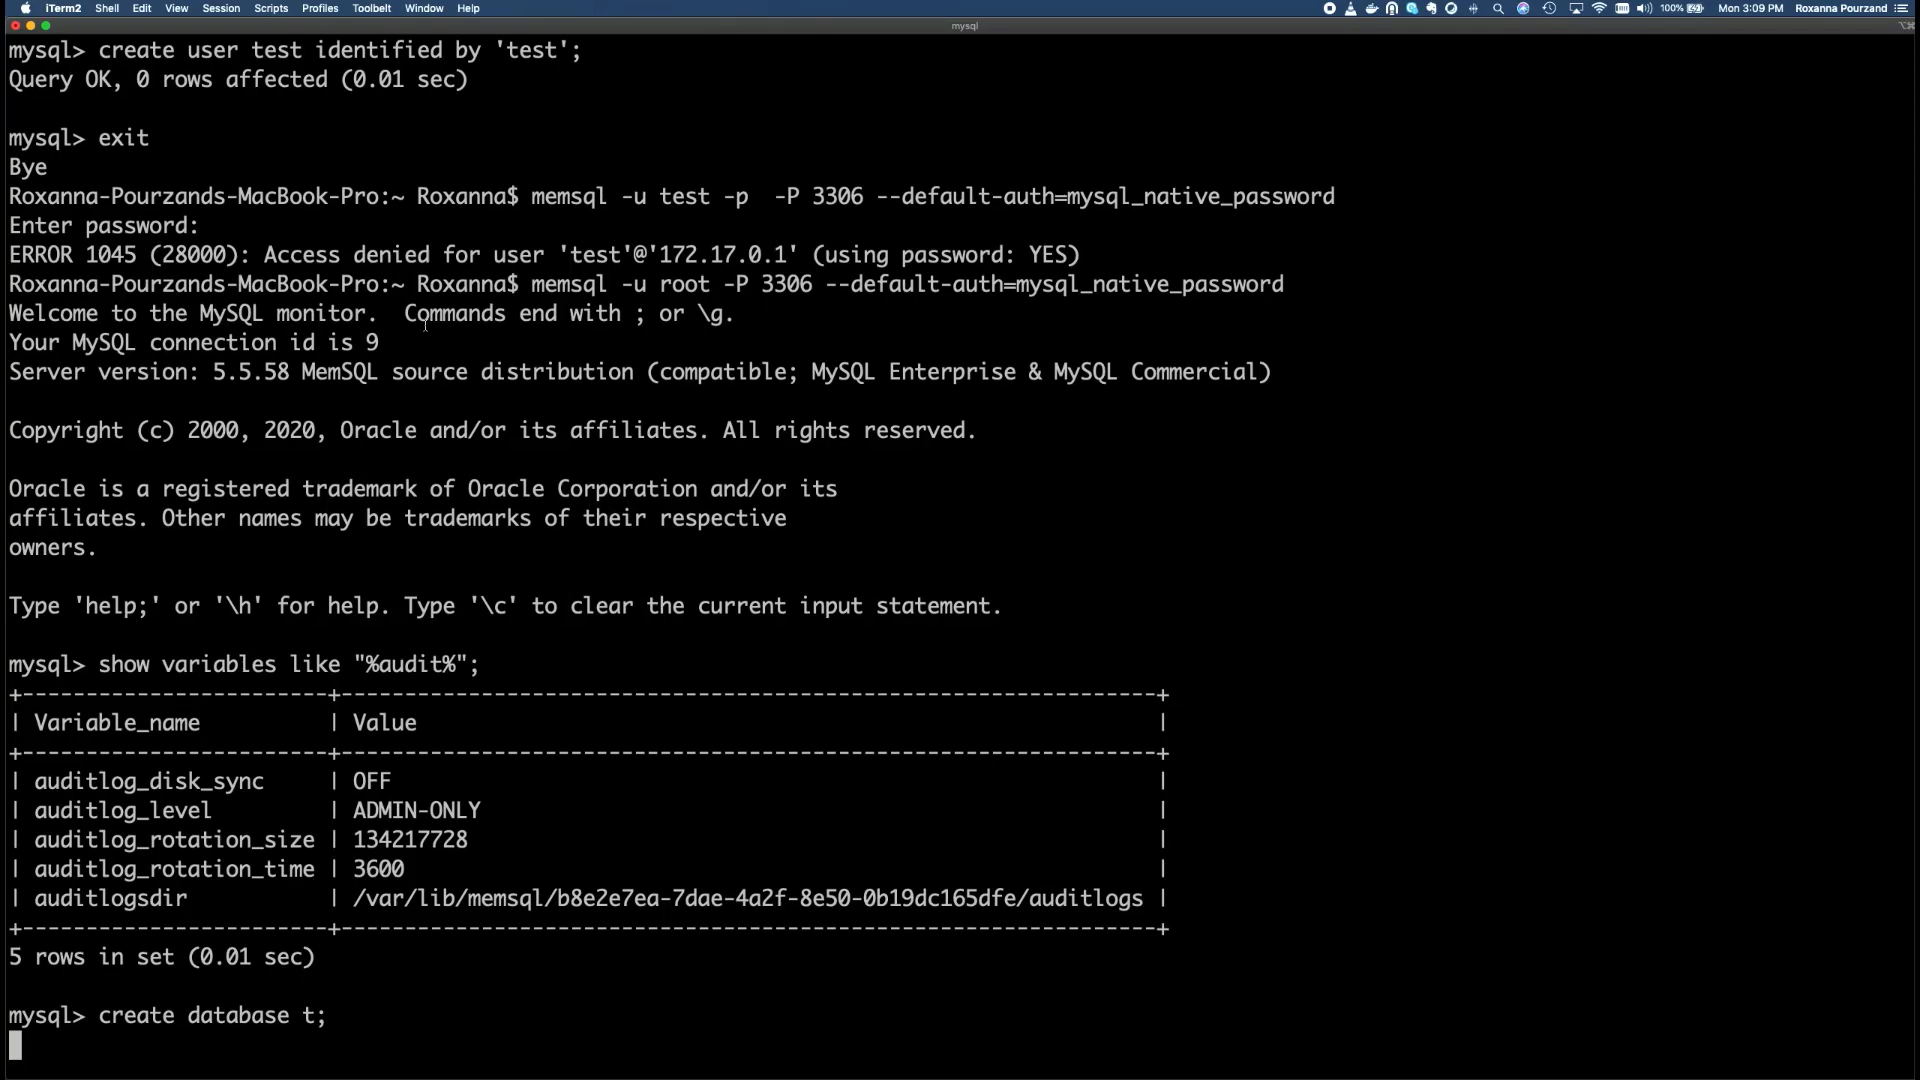 iTerm2 Shell Edit View Session Scripts Profiles Toolbelt Window Help 100% Mon 3:09 PM Roxanna Pourzand
mysql
mysql> create user test identified by 'test';
Query OK, 0 rows affected (0.01 sec)
mysql> exit
Bye
Roxanna-Pourzands-MacBook-Pro:~ Roxanna$ memsql -u test -p  -P 3306 --default-auth=mysql_native_password
Enter password:
ERROR 1045 (28000): Access denied for user 'test'@'172.17.0.1' (using password: YES)
Roxanna-Pourzands-MacBook-Pro:~ Roxanna$ memsql -u root -P 3306 --default-auth=mysql_native_password
Welcome to the MySQL monitor.  Commands end with ; or \g.
Your MySQL connection id is 9
Server version: 5.5.58 MemSQL source distribution (compatible; MySQL Enterprise & MySQL Commercial)
Copyright (c) 2000, 2020, Oracle and/or its affiliates. All rights reserved.
Oracle is a registered trademark of Oracle Corporation and/or its
affiliates. Other names may be trademarks of their respective
owners.
Type 'help;' or '\h' for help. Type '\c' to clear the current input statement.
mysql> show variables like "%audit%";
+------------------------+----------------------------------------------------------------+
| Variable_name          | Value                                                          |
+------------------------+----------------------------------------------------------------+
| auditlog_disk_sync     | OFF                                                            |
| auditlog_level         | ADMIN-ONLY                                                     |
| auditlog_rotation_size | 134217728                                                      |
| auditlog_rotation_time | 3600                                                           |
| auditlogsdir           | /var/lib/memsql/b8e2e7ea-7dae-4a2f-8e50-0b19dc165dfe/auditlogs |
+------------------------+----------------------------------------------------------------+
5 rows in set (0.01 sec)
mysql> create database t;